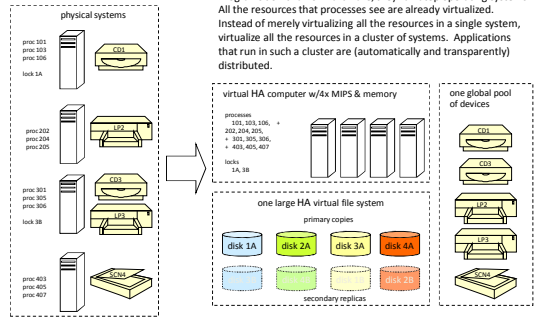 All the resources that processes see are already virtualized.
Instead of merely virtualizing all the resources in a single system,
virtualize all the resources in a cluster of systems. Applications
that run in such a cluster are (automatically and transparently)
distributed.
physical systems
proc 101
proc 103
proc 106
lock 1A
CD1
proc 202
proc 204
proc 205
LP2
proc 301
proc 305
proc 306
lock 3B
CD3
LP3
proc 403
proc 405
proc 407
SCN4
virtual HA computer w/4x MIPS & memory
processes
101, 103, 106, +
202, 204, 205,
+ 301, 305, 306,
+ 403, 405, 407
locks
1A, 3B
one large HA virtual file system
primary copies
disk 1A disk 2A disk 3A disk 4A
disk 2B
secondary replicas
one global pool
of devices
CD1
CD3
LP2
LP3
SCN4